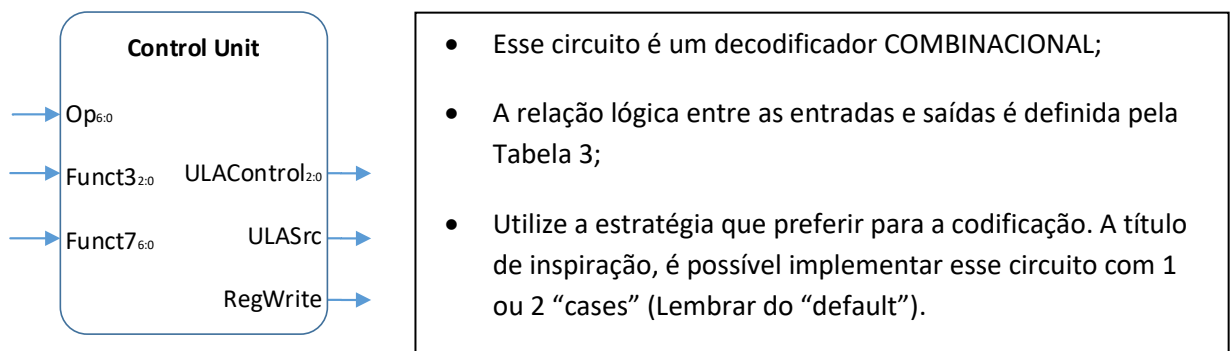 Control Unit
Op6:0
Funct32:0
Funct76:0
ULAControl2:0
ULASrc
RegWrite
• Esse circuito é um decodificador COMBINACIONAL;
• A relação lógica entre as entradas e saídas é definida pela
Tabela 3;
• Utilize a estratégia que preferir para a codificação. A título
de inspiração, é possível implementar esse circuito com 1
ou 2 “cases” (Lembrar do “default”).